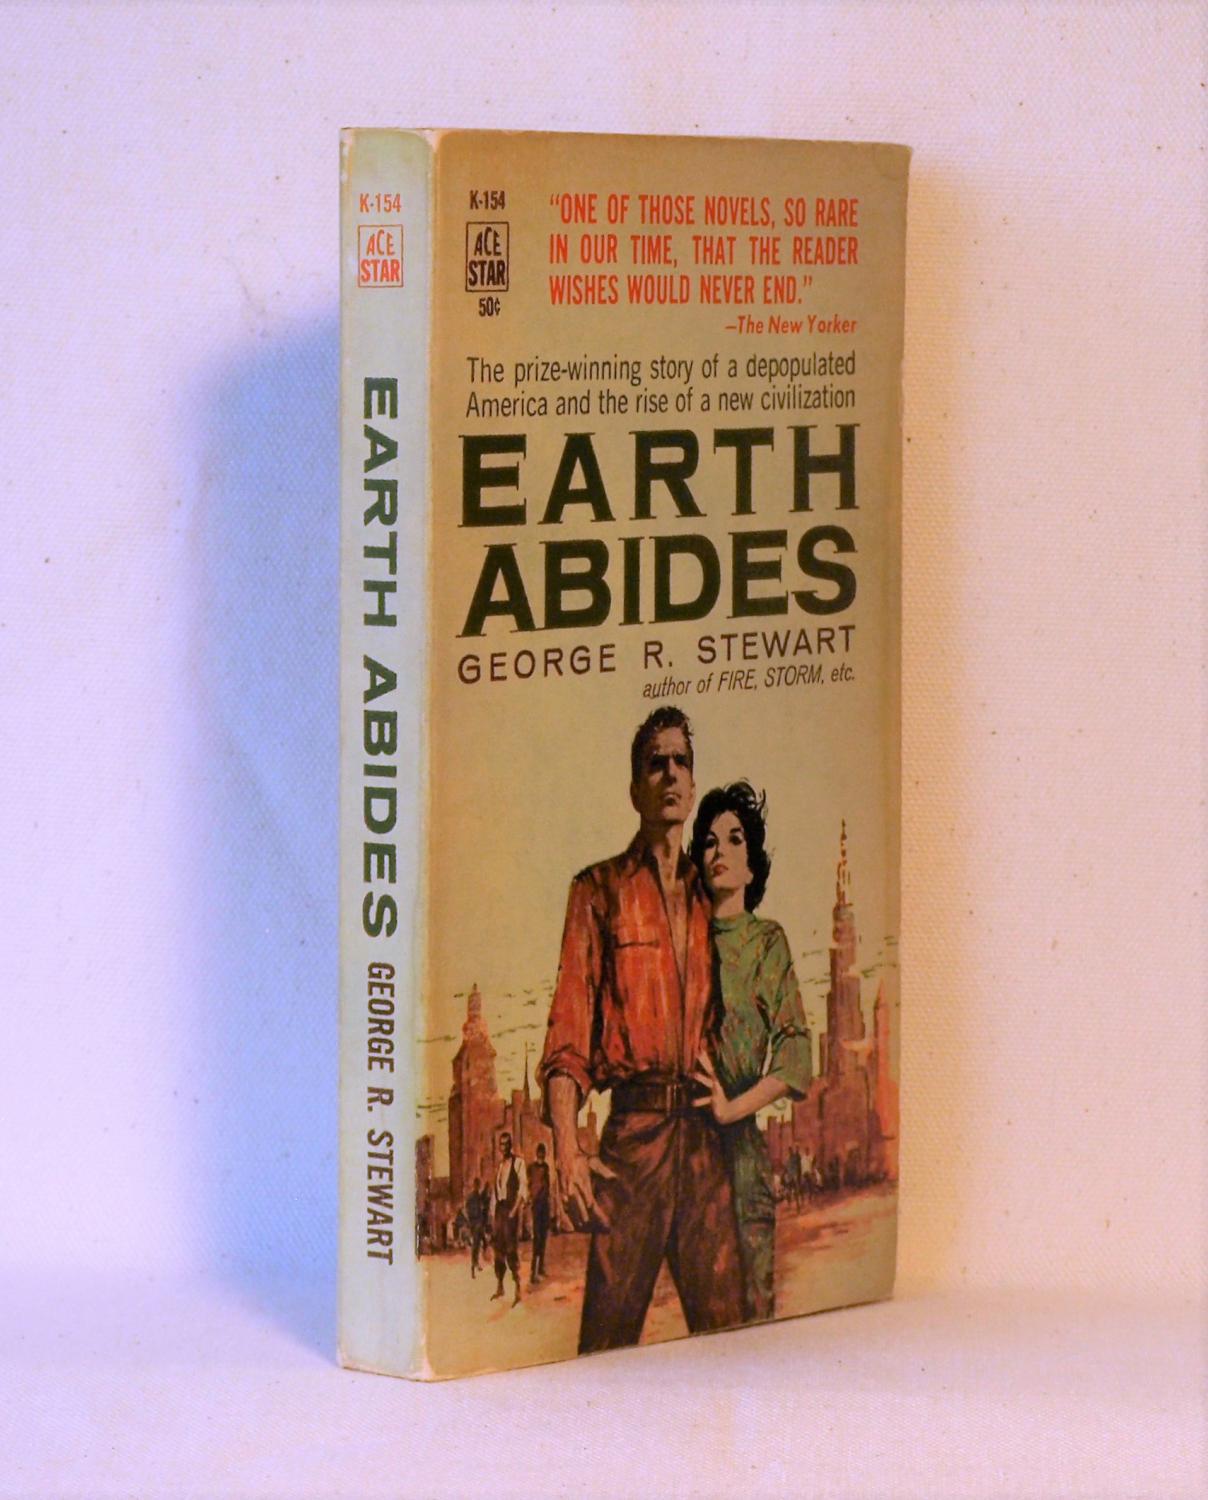 K-154
ACE
STAR
EARTH ABIDES GEORGE R. STEWART
K-154
ACE
STAR
50¢
"ONE OF THOSE NOVELS, SO RARE
IN OUR TIME, THAT THE READER
WISHES WOULD NEVER END."
—The New Yorker
The prize-winning story of a depopulated
America and the rise of a new civilization
EARTH
ABIDES
GEORGE R. STEWART
author of FIRE, STORM, etc.